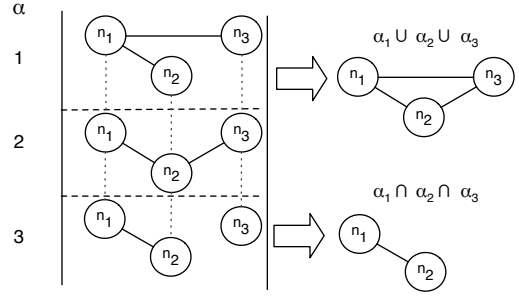 α
1
n₁ n₃
n₂
2
n₁ n₃
n₂
3
n₁ n₃
n₂
α₁ ∪ α₂ ∪ α₃
n₁ n₃
n₂
α₁ ∩ α₂ ∩ α₃
n₁
n₂